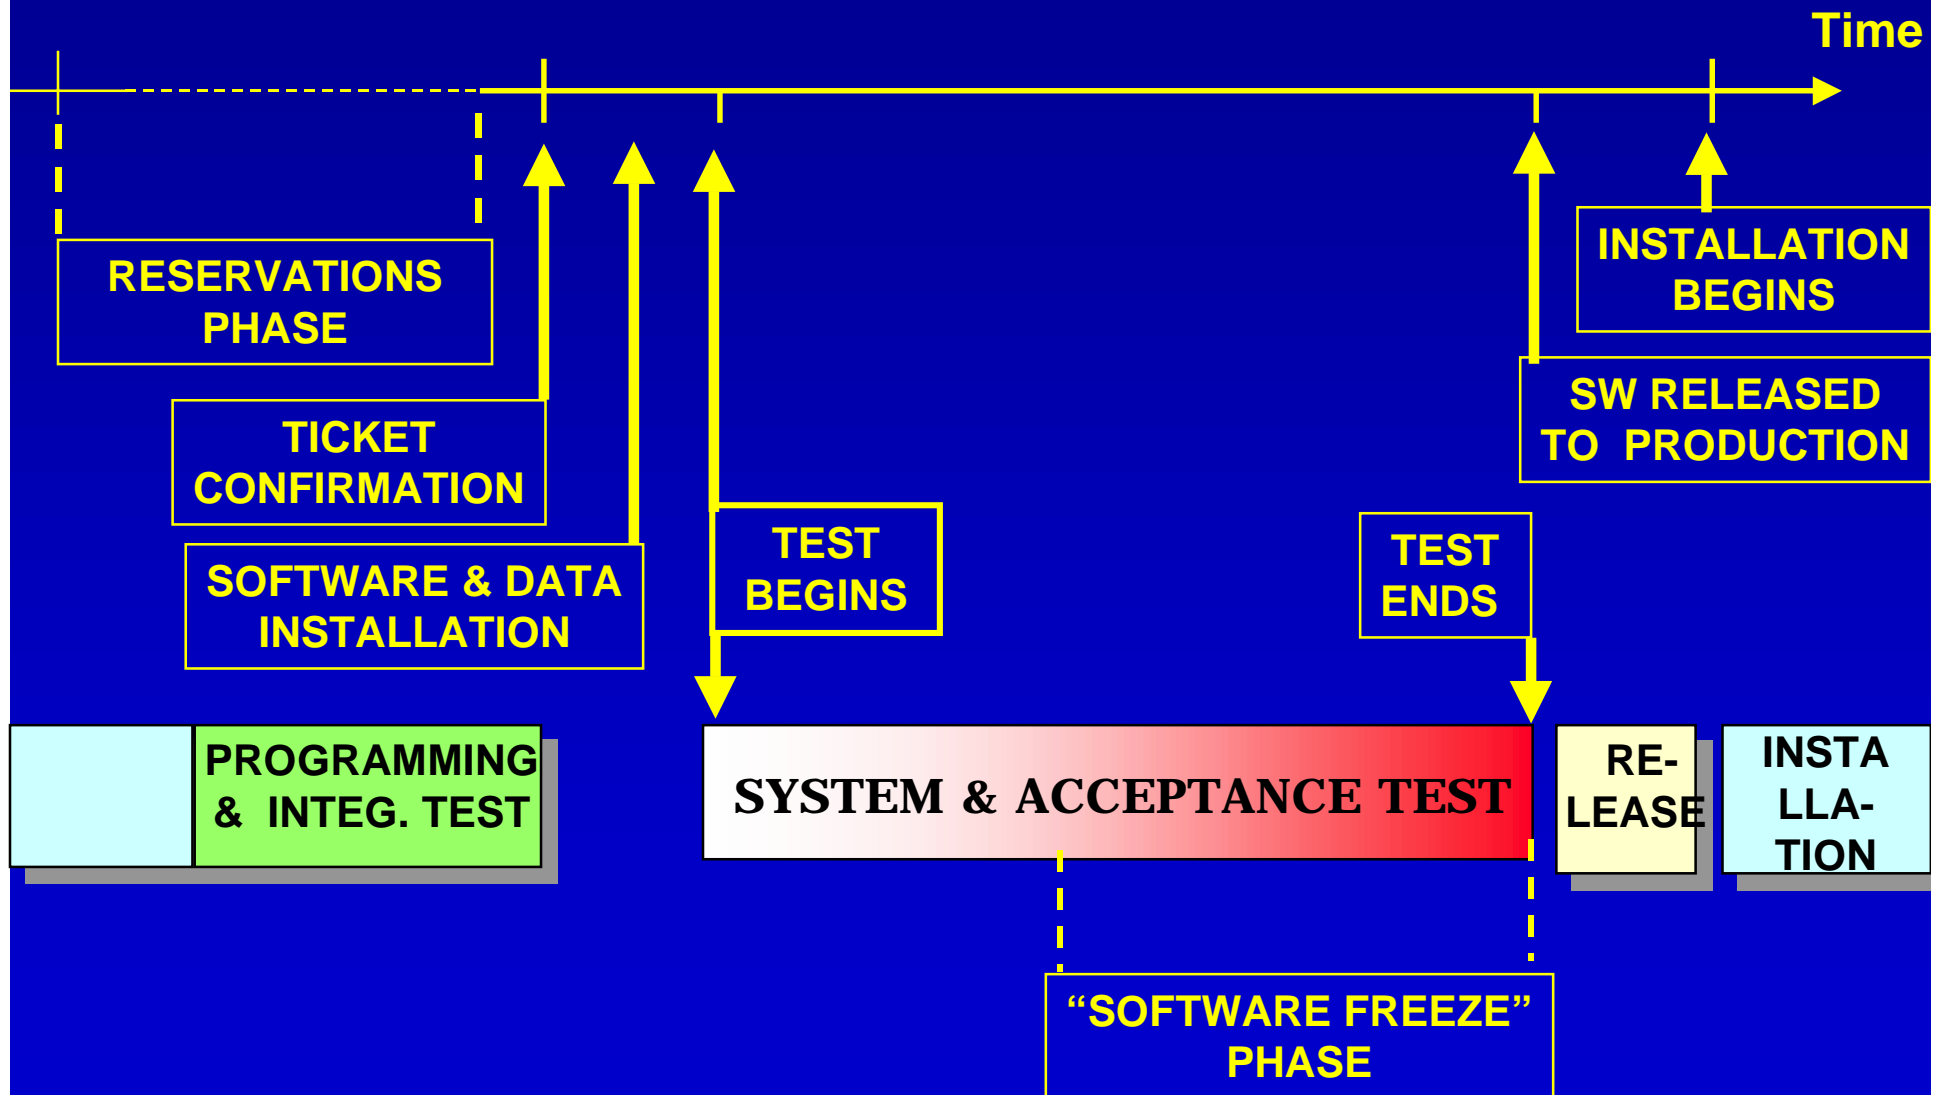 Time
RESERVATIONS
PHASE
INSTALLATION
BEGINS
TICKET
CONFIRMATION
SW RELEASED
TO PRODUCTION
SOFTWARE & DATA
INSTALLATION
TEST
BEGINS
TEST
ENDS
PROGRAMMING
& INTEG. TEST
SYSTEM & ACCEPTANCE TEST
RE-
LEASE
INSTA
LLA-
TION
“SOFTWARE FREEZE”
PHASE